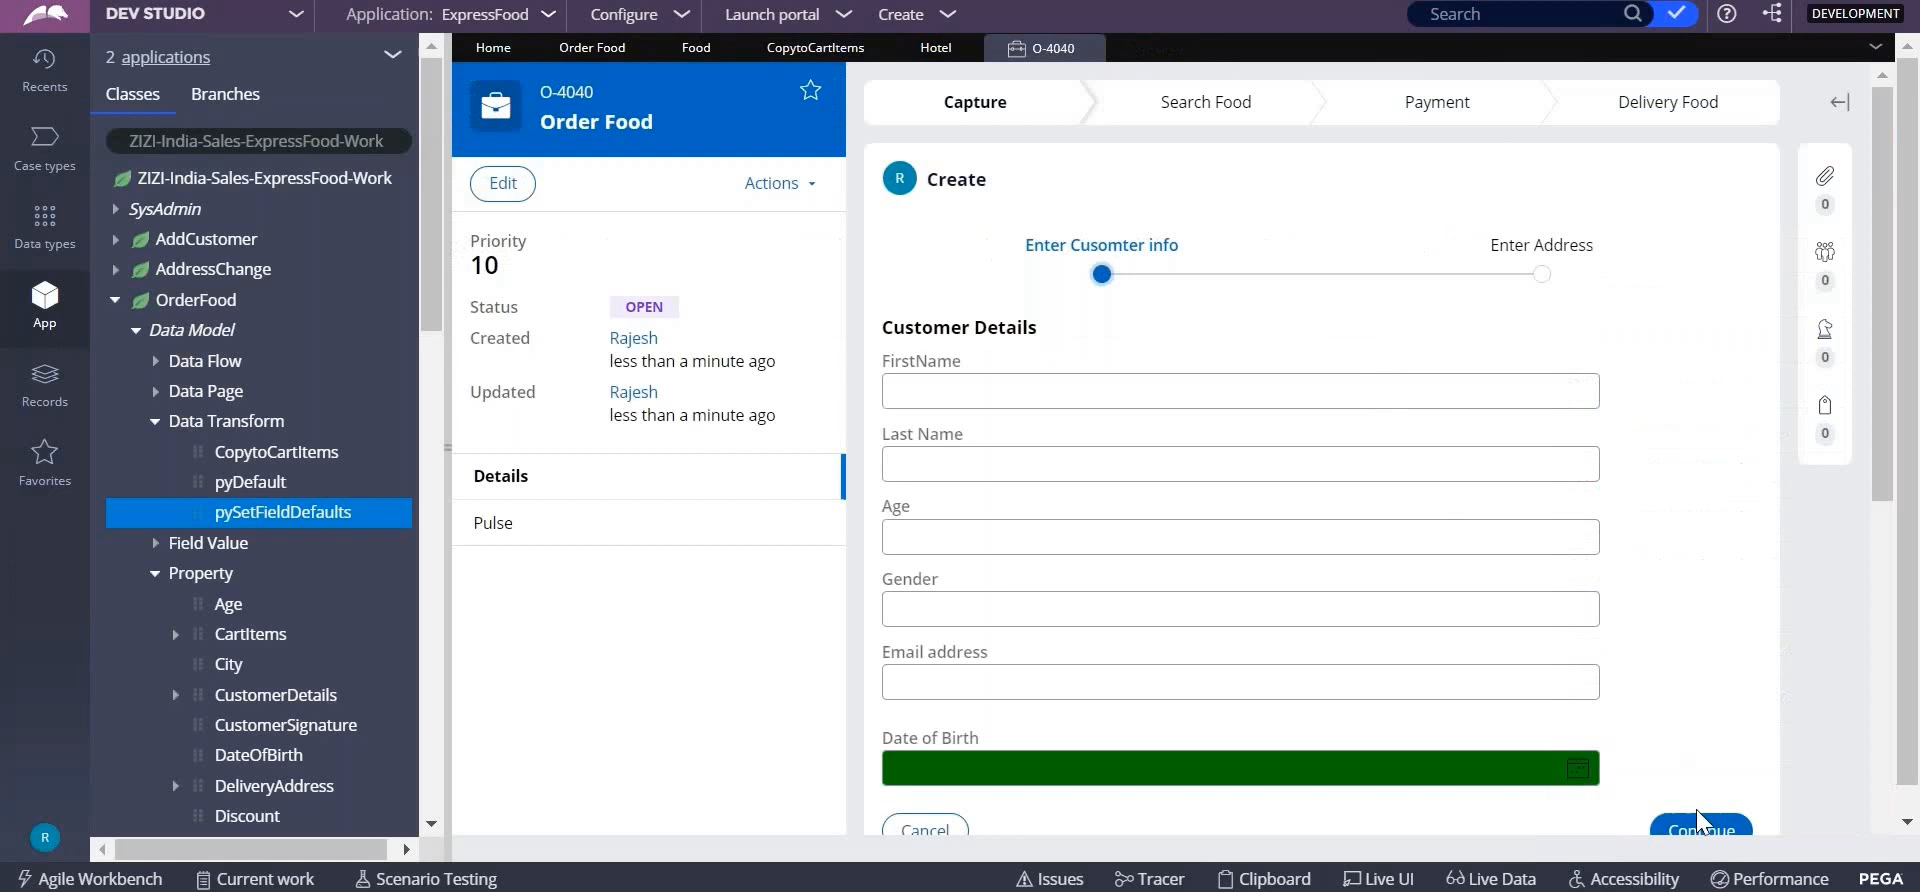 DEV STUDIO
Application: ExpressFood
Configure
Launch portal
Create
Search
DEVELOPMENT
Recents
Case types
Data types
App
Records
Favorites
R
2 applications
Classes
Branches
ZIZI-India-Sales-ExpressFood-Work
ZIZI-India-Sales-ExpressFood-Work
SysAdmin
AddCustomer
AddressChange
OrderFood
Data Model
Data Flow
Data Page
Data Transform
CopytoCartItems
pyDefault
pySetFieldDefaults
Field Value
Property
Age
CartItems
City
CustomerDetails
CustomerSignature
DateOfBirth
DeliveryAddress
Discount
Home
Order Food
Food
CopytoCartItems
Hotel
O-4040
O-4040
Order Food
Edit
Actions
Priority
10
Status
OPEN
Created
Rajesh
less than a minute ago
Updated
Rajesh
less than a minute ago
Details
Pulse
Capture
Search Food
Payment
Delivery Food
R
Create
Enter Cusomter info
Enter Address
Customer Details
FirstName
Last Name
Age
Gender
Email address
Date of Birth
Cancel
0
0
0
0
Agile Workbench
Current work
Scenario Testing
Issues
Tracer
Clipboard
Live UI
Live Data
Accessibility
Performance
PEGA